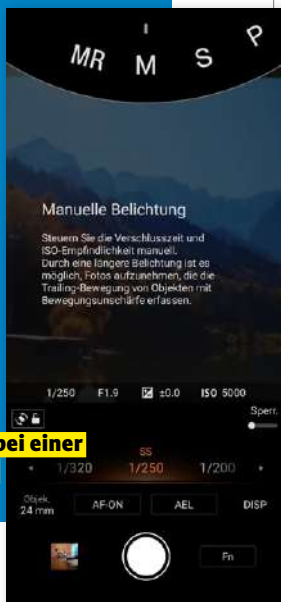 MR M S P
Manuelle Belichtung
Steuern Sie die Verschlusszeit und
ISO-Empfindlichkeit manuell.
Durch eine längere Belichtung ist es
möglich, Fotos aufzunehmen, die die
Trailing-Bewegung von Objekten mit
Bewegungsunschärfe erfassen.
1/250 F1.9 ±0.0 ISO 5000
Sperr.
bei einer
SS
1/320 1/250 1/200
Objek.
24 mm AF-ON AEL DISP
Fn